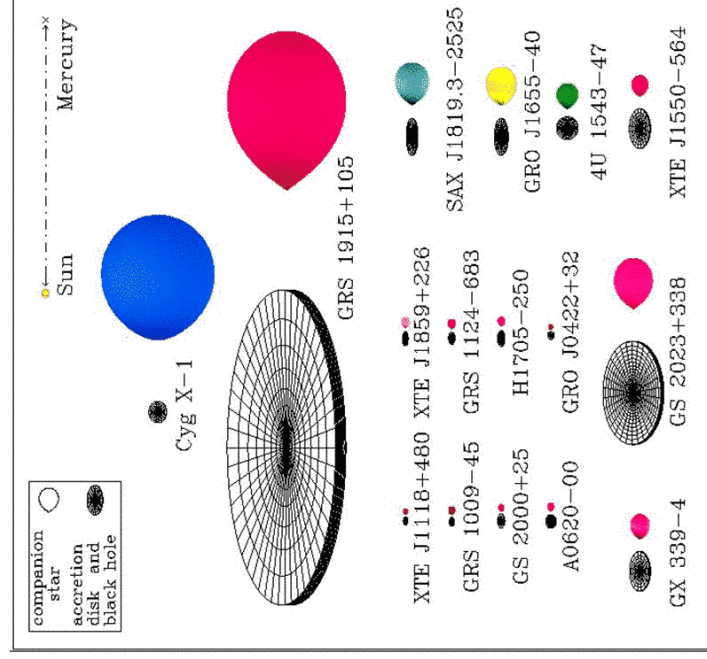 companion
star
accretion
disk and
black hole
Sun
Mercury
Cyg X-1
GRS 1915+105
XTE J1118+480
XTE J1859+226
SAX J1819.3-2525
GRS 1009-45
GRS 1124-683
GRO J1655-40
GS 2000+25
H1705-250
4U 1543-47
A0620-00
GRO J0422+32
XTE J1550-564
GX 339-4
GS 2023+338